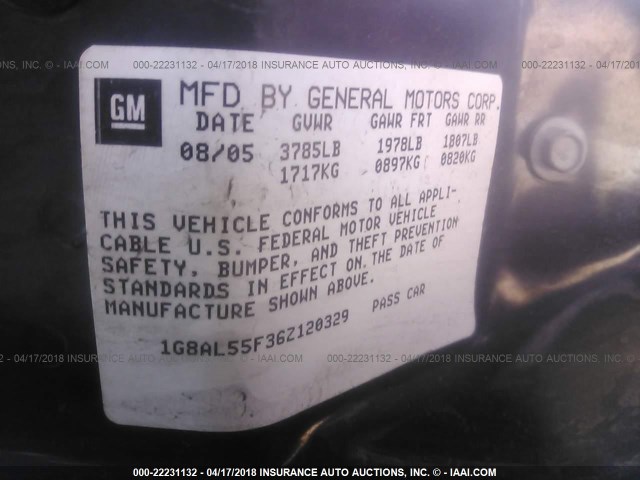 000-22231132 - 04/17/2018 INSURANCE AUTO AUCTIONS, INC. - IAAI.COM
GM
MFD BY GENERAL MOTORS CORP.
DATE GVWR GAWR FRT GAWR RR
08/05 3785LB 1978LB 1807LB
1717KG 0897KG 0820KG
THIS VEHICLE CONFORMS TO ALL APPLI-
CABLE U.S. FEDERAL MOTOR VEHICLE
SAFETY, BUMPER, AND THEFT PREVENTION
STANDARDS IN EFFECT ON THE DATE OF
MANUFACTURE SHOWN ABOVE.
1G8AL55F36Z120329 PASS CAR
000-22231132 - 04/17/2018 INSURANCE AUTO AUCTIONS, INC. - IAAI.COM